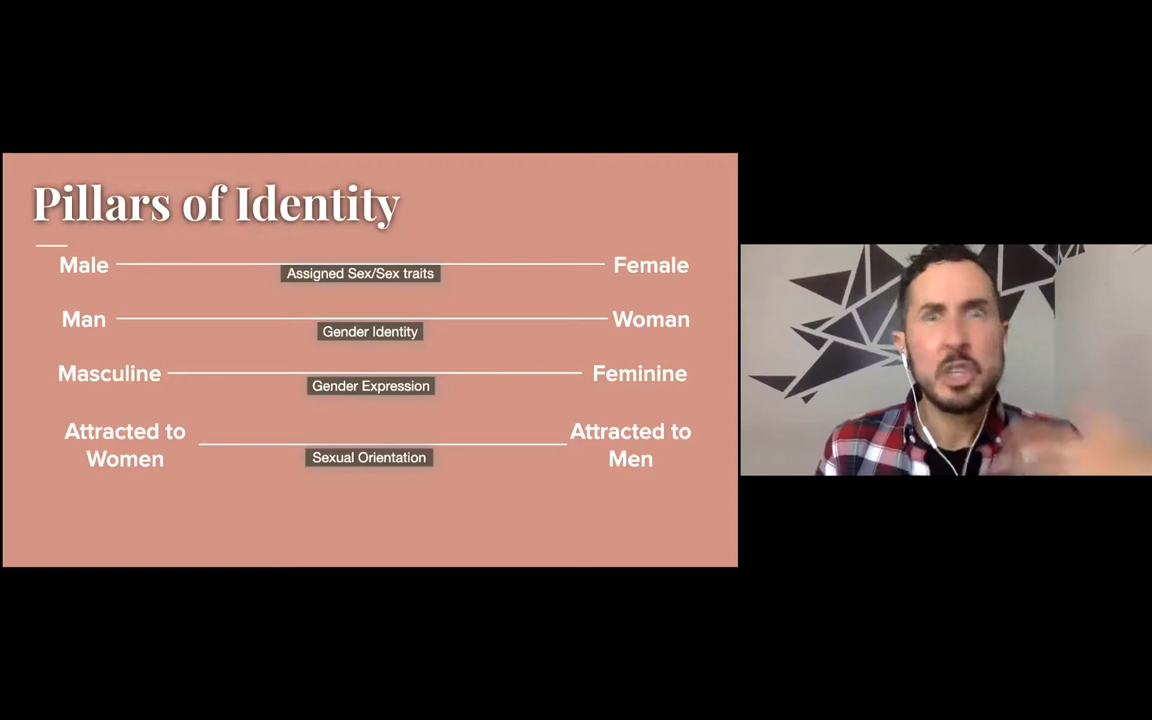 Pillars of Identity
Male Assigned Sex/Sex traits Female
Man Gender Identity Woman
Masculine Gender Expression Feminine
Attracted to Women Sexual Orientation Attracted to Men